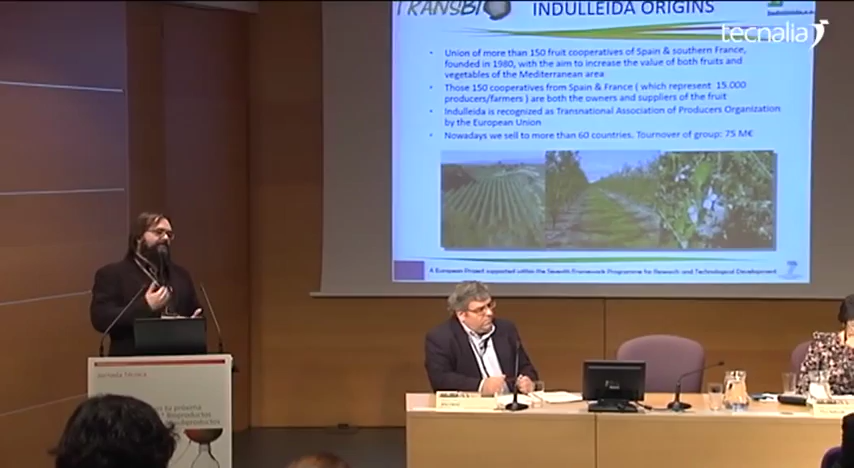 TRANSBIO
INDULLEIDA ORIGINS
tecnalia
• Union of more than 150 fruit cooperatives of Spain & southern France,
founded in 1980, with the aim to increase the value of both fruits and
vegetables of the Mediterranean area
• Those 150 cooperatives from Spain & France ( which represent 15.000
producers/farmers ) are both the owners and suppliers of the fruit
• Indulleida is recognized as Transnational Association of Producers Organization
by the European Union
• Nowadays we sell to more than 60 countries. Tournover of group: 75 M€
A European Project supported within the Seventh Framework Programme for Research and Technological Development
Jornada Técnica